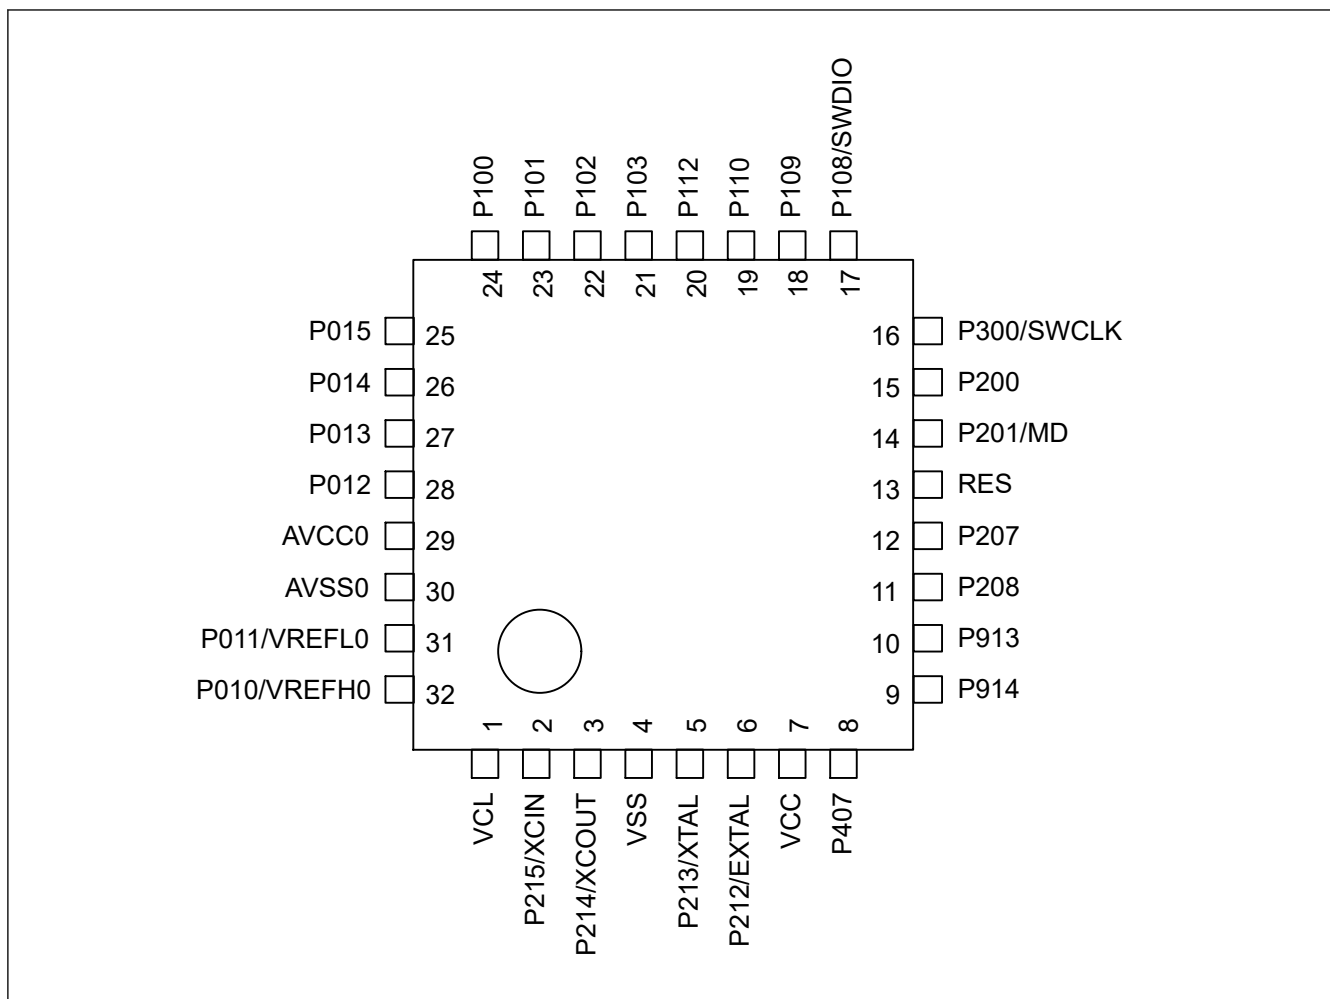 P100
P101
P102
P103
P112
P110
P109
P108/SWDIO
24
23
22
21
20
19
18
17
P015 25
P014 26
P013 27
P012 28
AVCC0 29
AVSS0 30
P011/VREFL0 31
P010/VREFH0 32
16 P300/SWCLK
15 P200
14 P201/MD
13 RES
12 P207
11 P208
10 P913
9 P914
1
2
3
4
5
6
7
8
VCL
P215/XCIN
P214/XCOUT
VSS
P213/XTAL
P212/EXTAL
VCC
P407